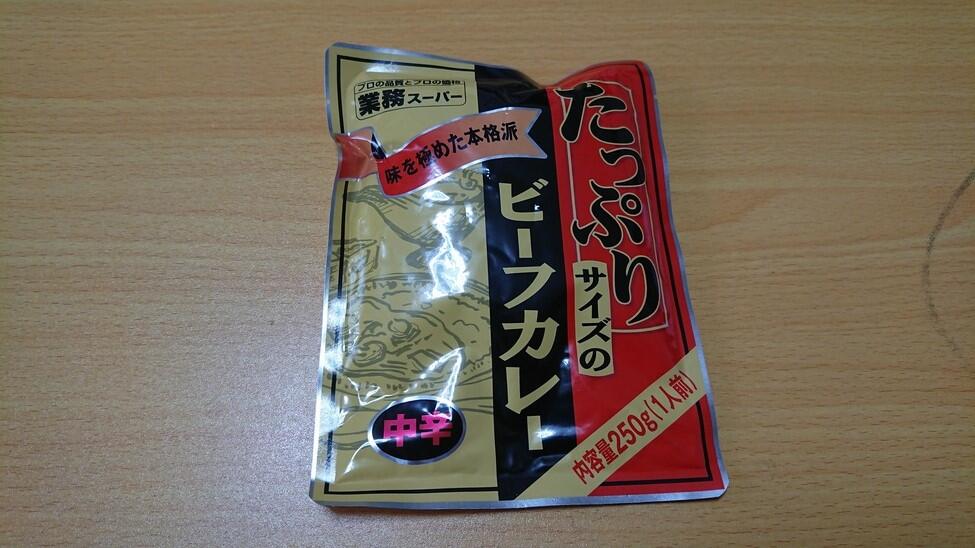 プロの品質とプロの価格
業務スーパー
味を極めた本格派
たっぷり
サイズの
ビーフカレー
中辛
内容量250g(1人前)